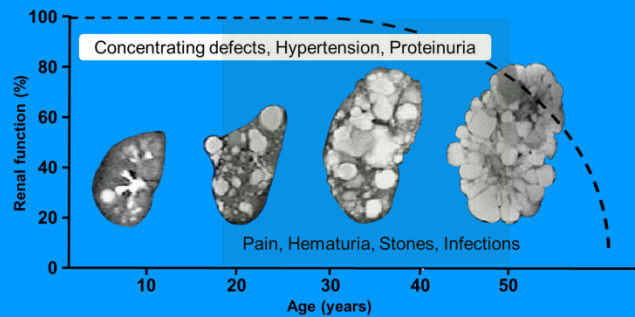 100
Concentrating defects, Hypertension, Proteinuria
80
60
40
20
0
Renal function (%)
Pain, Hematuria, Stones, Infections
10 20 30 40 50
Age (years)